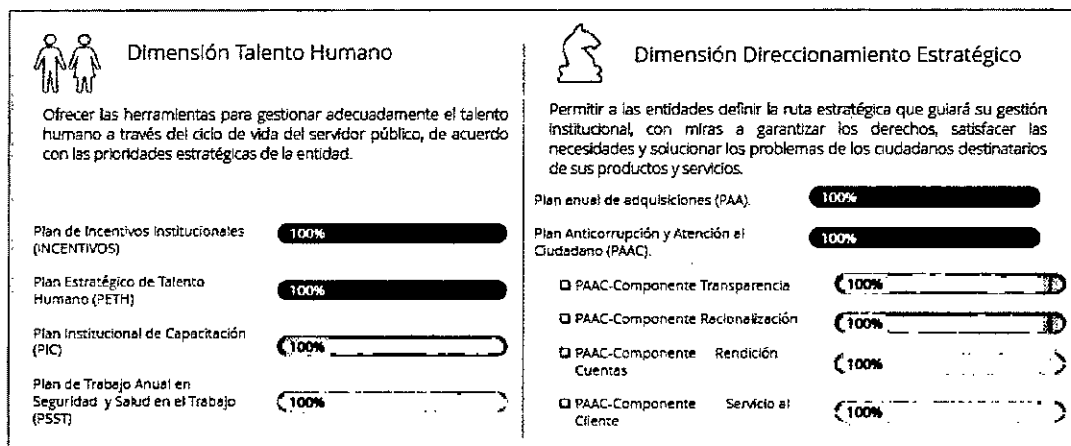 Dimensión Talento Humano
Ofrecer las herramientas para gestionar adecuadamente el talento
humano a través del ciclo de vida del servidor público, de acuerdo
con las prioridades estratégicas de la entidad.
Plan de Incentivos Institucionales
(INCENTIVOS)
100%
Plan Estratégico de Talento
Humano (PETH)
100%
Plan Institucional de Capacitación
(PIC)
100%
Plan de Trabajo Anual en
Seguridad y Salud en el Trabajo
(PSST)
100%
Dimensión Direccionamiento Estratégico
Permitir a las entidades definir la ruta estratégica que guiará su gestión
institucional, con miras a garantizar los derechos, satisfacer las
necesidades y solucionar los problemas de los ciudadanos destinatarios
de sus productos y servicios.
Plan anual de adquisiciones (PAA).
100%
Plan Anticorrupción y Atención al
Ciudadano (PAAC).
100%
PAAC-Componente Transparencia
100%
PAAC-Componente Racionalización
100%
PAAC-Componente Rendición
Cuentas
100%
PAAC-Componente Servicio al
Cliente
100%